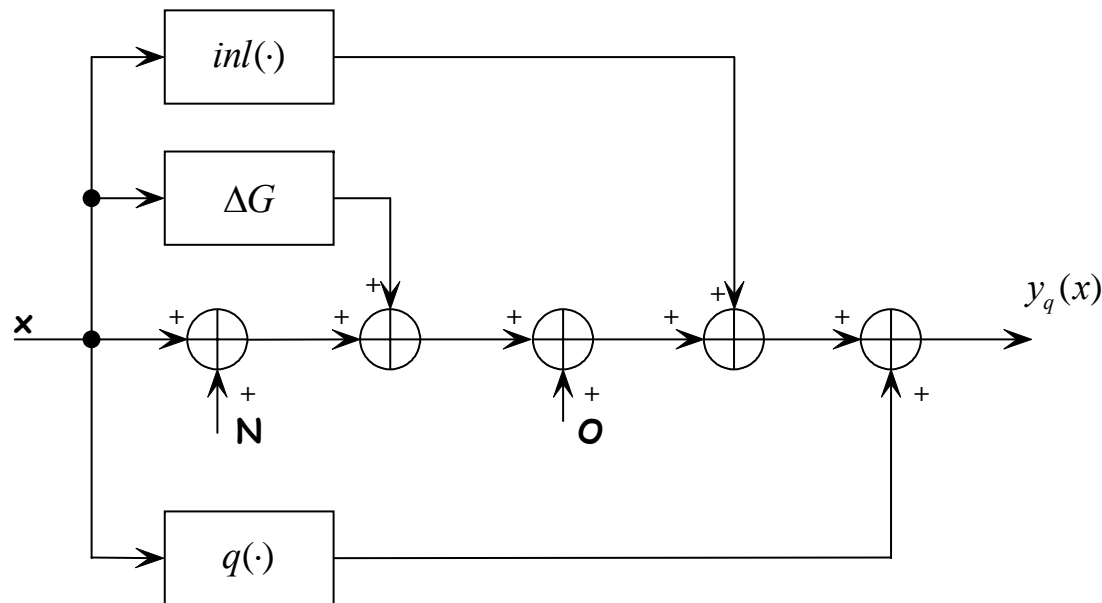 inl(·)
ΔG
+
+
y_q(x)
x
+
+
+
+
+
+
N
+
O
+
q(·)